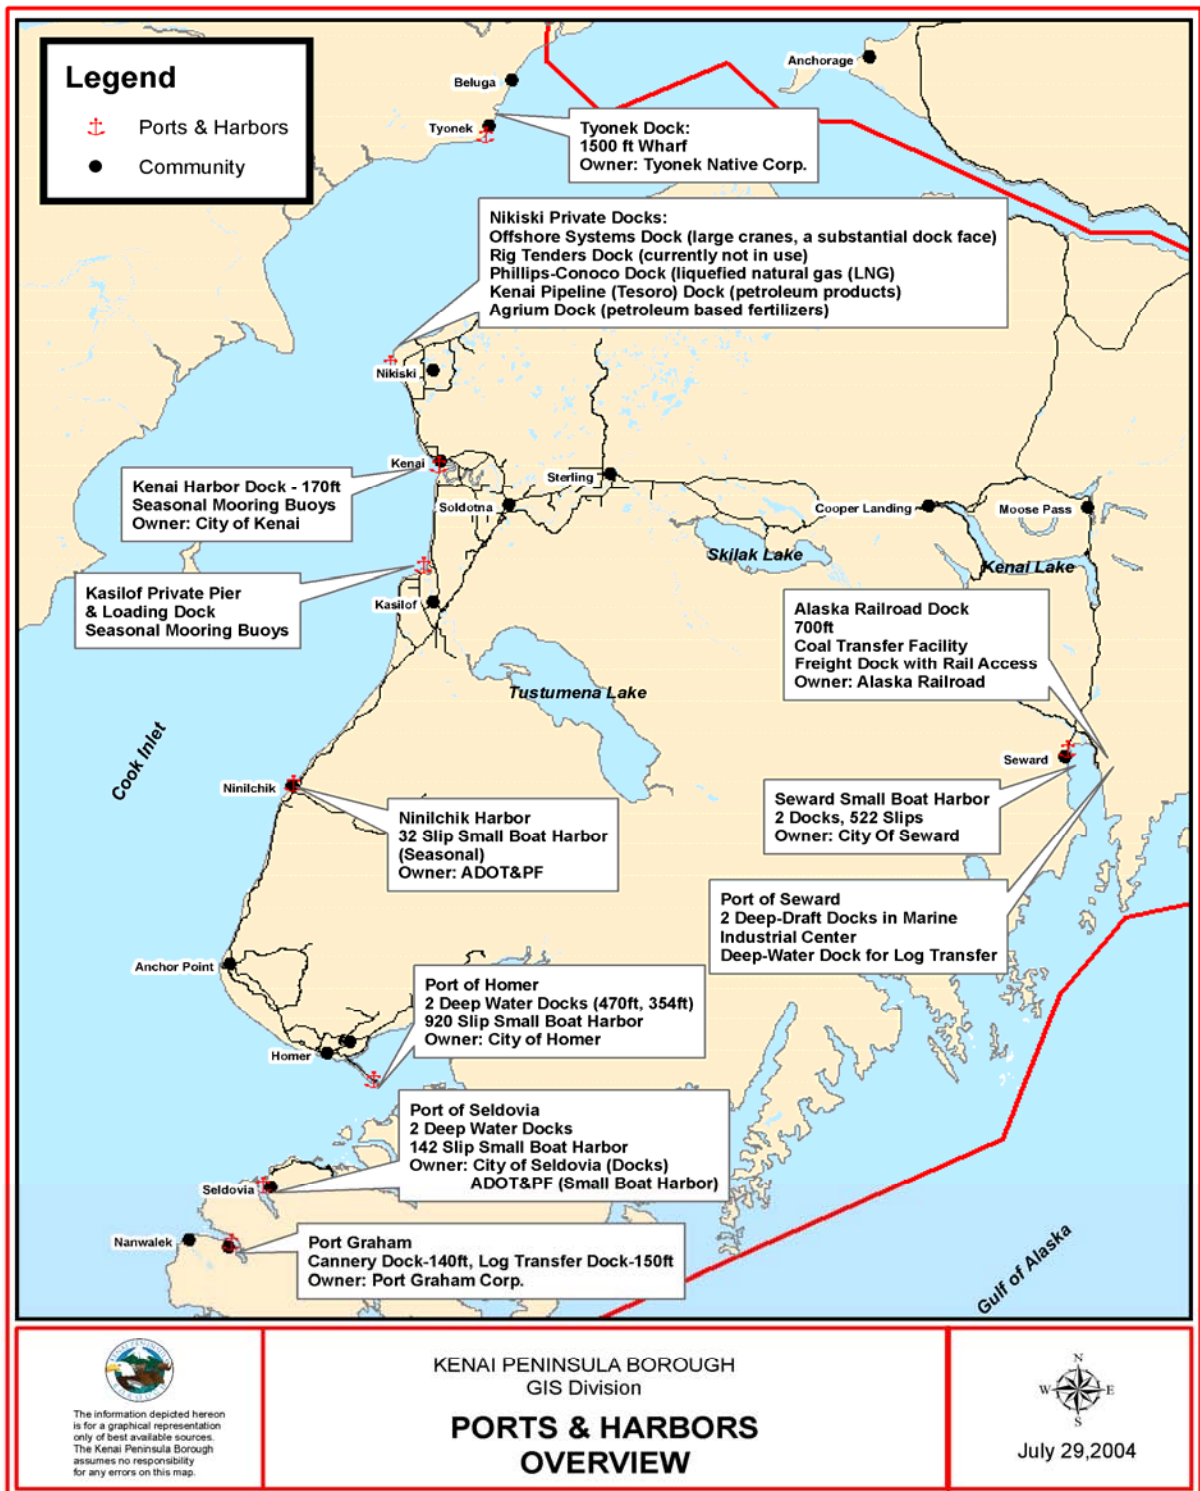 Legend
Ports & Harbors
Community
Beluga
Anchorage
Tyonek
Tyonek Dock:
1500 ft Wharf
Owner: Tyonek Native Corp.
Nikiski Private Docks:
Offshore Systems Dock (large cranes, a substantial dock face)
Rig Tenders Dock (currently not in use)
Phillips-Conoco Dock (liquefied natural gas (LNG)
Kenai Pipeline (Tesoro) Dock (petroleum products)
Agrium Dock (petroleum based fertilizers)
Nikiski
Kenai
Sterling
Kenai Harbor Dock - 170ft
Seasonal Mooring Buoys
Owner: City of Kenai
Soldotna
Cooper Landing
Moose Pass
Skilak Lake
Kenai Lake
Kasilof Private Pier
& Loading Dock
Seasonal Mooring Buoys
Kasilof
Alaska Railroad Dock
700ft
Coal Transfer Facility
Freight Dock with Rail Access
Owner: Alaska Railroad
Tustumena Lake
Cook Inlet
Seward
Ninilchik
Seward Small Boat Harbor
2 Docks, 522 Slips
Owner: City Of Seward
Ninilchik Harbor
32 Slip Small Boat Harbor
(Seasonal)
Owner: ADOT&PF
Port of Seward
2 Deep-Draft Docks in Marine
Industrial Center
Deep-Water Dock for Log Transfer
Anchor Point
Port of Homer
2 Deep Water Docks (470ft, 354ft)
920 Slip Small Boat Harbor
Owner: City of Homer
Homer
Port of Seldovia
2 Deep Water Docks
142 Slip Small Boat Harbor
Owner: City of Seldovia (Docks)
ADOT&PF (Small Boat Harbor)
Seldovia
Nanwalek
Port Graham
Cannery Dock-140ft, Log Transfer Dock-150ft
Owner: Port Graham Corp.
Gulf of Alaska
The information depicted hereon
is for a graphical representation
only of best available sources.
The Kenai Peninsula Borough
assumes no responsibility
for any errors on this map.
KENAI PENINSULA BOROUGH
GIS Division
PORTS & HARBORS
OVERVIEW
N
W E
S
July 29,2004